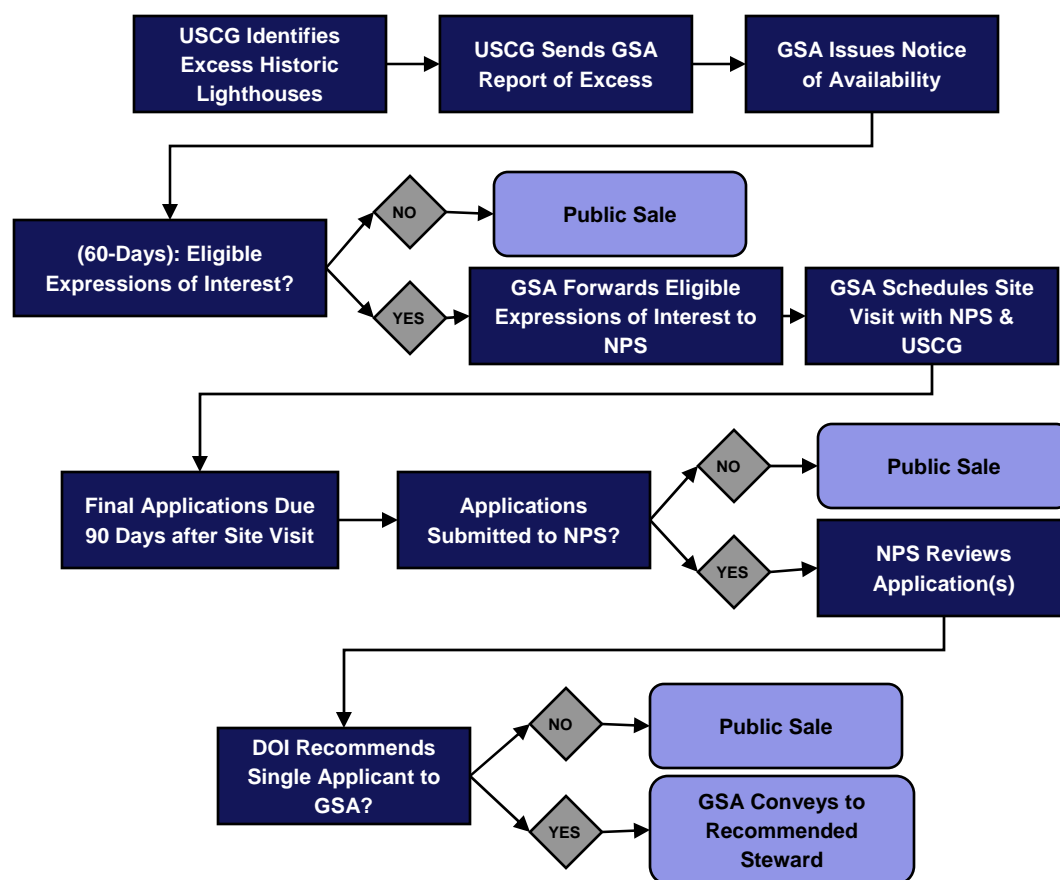 USCG Identifies
Excess Historic
Lighthouses
USCG Sends GSA
Report of Excess
GSA Issues Notice
of Availability
(60-Days): Eligible
Expressions of Interest?
NO
Public Sale
YES
GSA Forwards Eligible
Expressions of Interest to
NPS
GSA Schedules Site
Visit with NPS &
USCG
Final Applications Due
90 Days after Site Visit
Applications
Submitted to NPS?
NO
Public Sale
YES
NPS Reviews
Application(s)
DOI Recommends
Single Applicant to
GSA?
NO
Public Sale
YES
GSA Conveys to
Recommended
Steward